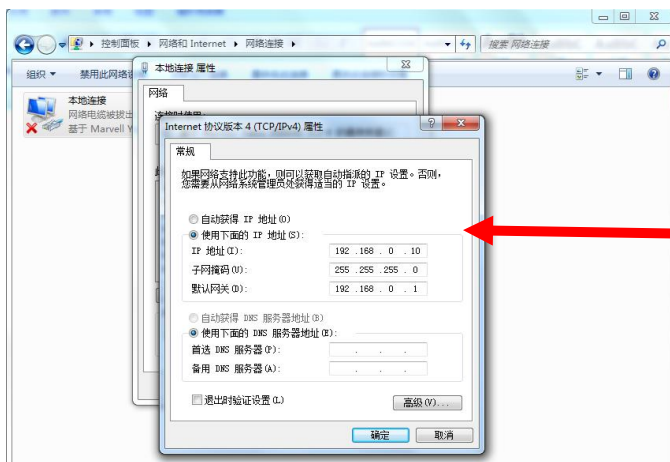 控制面板 ▸ 网络和 Internet ▸ 网络连接 ▸
搜索 网络连接
组织 ▼
禁用此网络
本地连接
网络电缆被拔出
基于 Marvell Y
本地连接 属性
网络
Internet 协议版本 4 (TCP/IPv4) 属性
常规
如果网络支持此功能，则可以获取自动指派的 IP 设置。否则，
您需要从网络系统管理员处获得适当的 IP 设置。
自动获得 IP 地址(O)
使用下面的 IP 地址(S):
IP 地址(I): 192 .168 . 0 . 10
子网掩码(U): 255 .255 .255 . 0
默认网关(D): 192 .168 . 0 . 1
自动获得 DNS 服务器地址(B)
使用下面的 DNS 服务器地址(E):
首选 DNS 服务器(P):
备用 DNS 服务器(A):
退出时验证设置(L)
高级(V)...
确定 取消